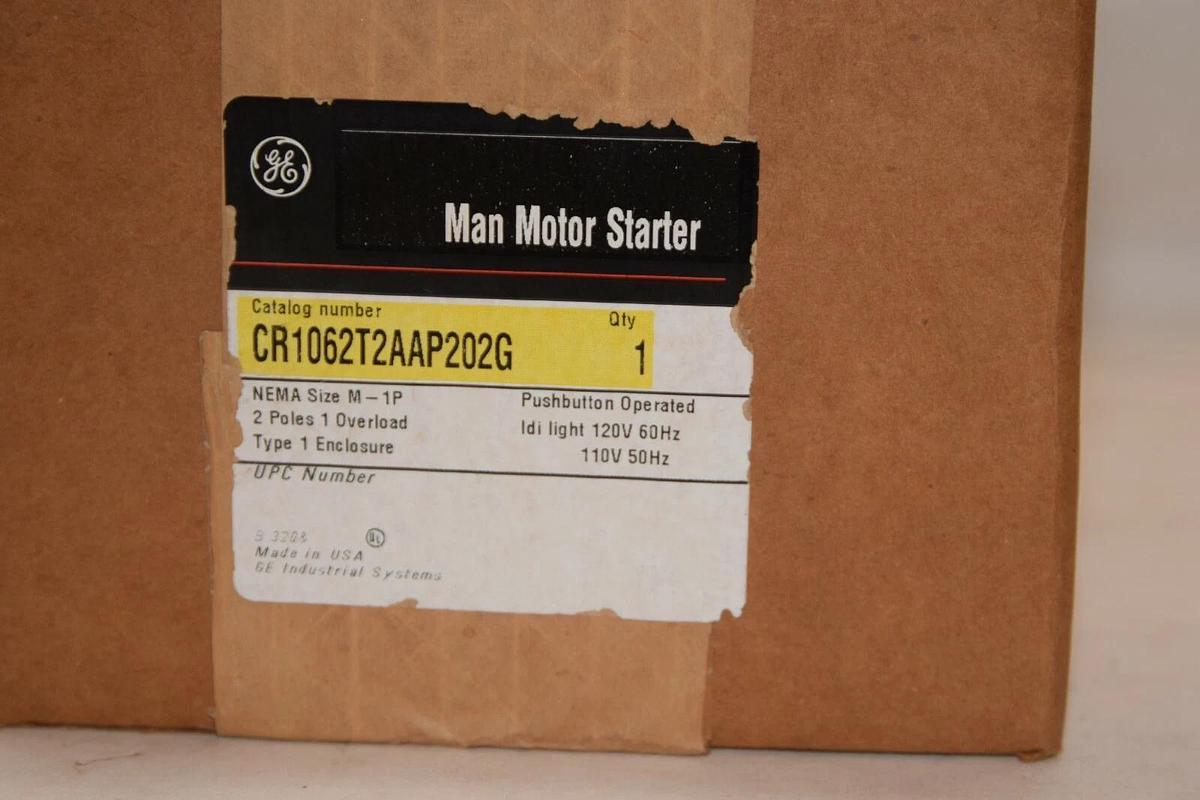 GE
Man Motor Starter
Catalog number Qty
CR1062T2AAP202G 1
NEMA Size M-1P Pushbutton Operated
2 Poles 1 Overload Idi light 120V 60Hz
Type 1 Enclosure 110V 50Hz
UPC Number
UL
Made in USA
GE Industrial Systems